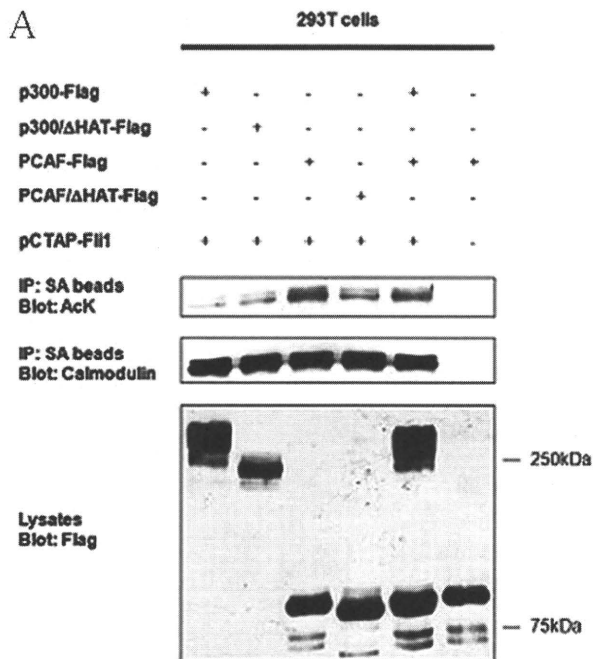 A
293T cells
p300-Flag + - - - + -
p300/ΔHAT-Flag - + - - - -
PCAF-Flag - - + - + +
PCAF/ΔHAT-Flag - - - + - -
pCTAP-Fli1 + + + + + -
IP: SA beads
Blot: AcK
IP: SA beads
Blot: Calmodulin
Lysates
Blot: Flag
— 250kDa
— 75kDa